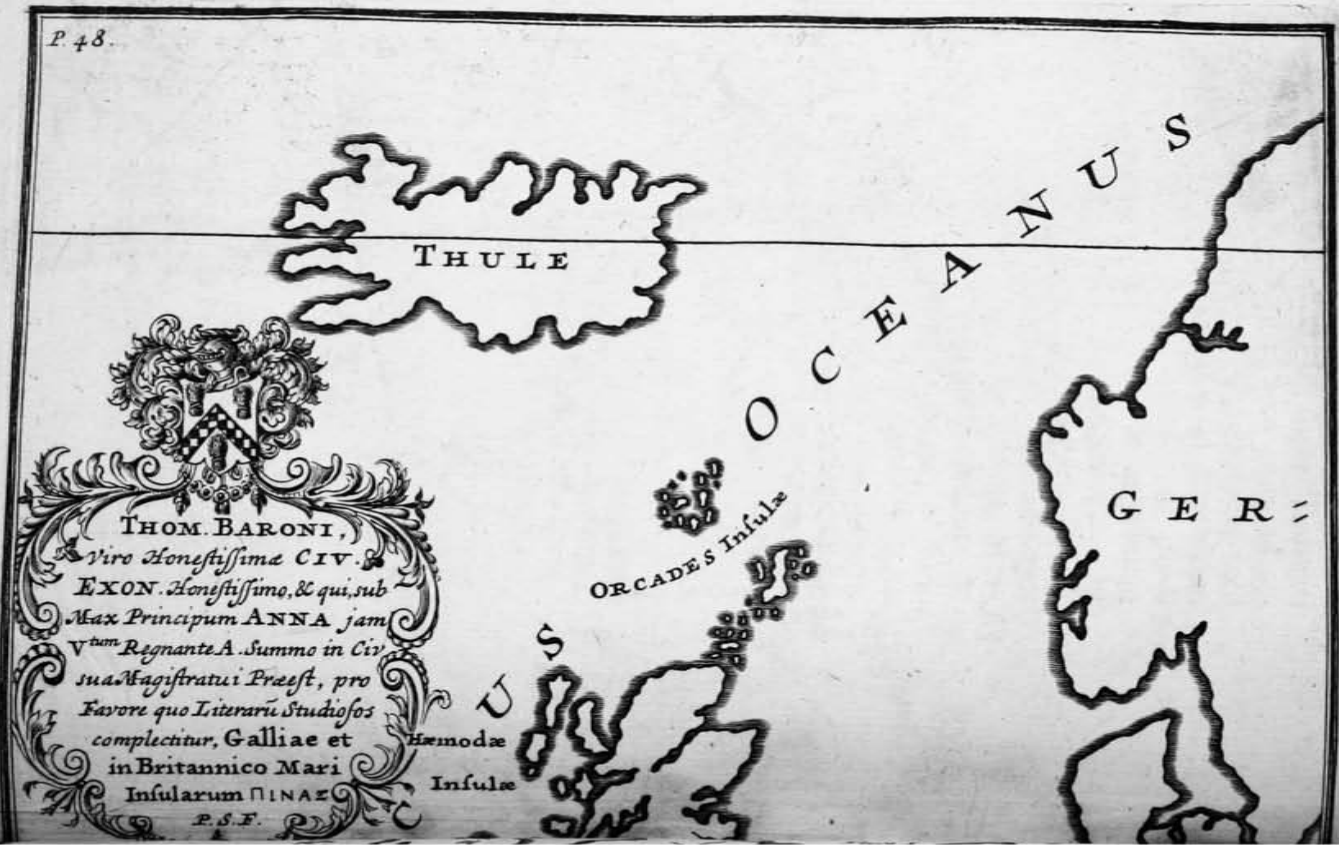 P. 48.
THULE
OCEANUS
GER=
ORCADES Inſulæ
THOM. BARONI,
Viro Honeſtiſſimæ CIV.
EXON. Honeſtiſſimo, & qui, sub
Max Principum ANNA jam
Vtum Regnante A. Summo in Civ
sua Magiſtratui Præeſt, pro
Favore quo Literarū Studioſos
complectitur, Galliae et
in Britannico Mari
Inſularum ΠΙΝΑΞ
P.S.F.
US
Hæmodæ
Inſulæ
C